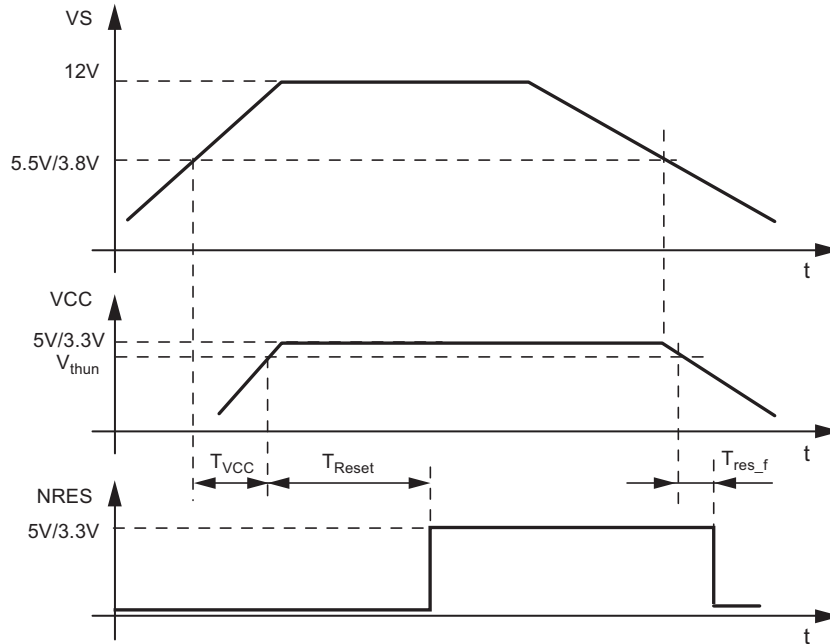 VS
12V
5.5V/3.8V
t
VCC
5V/3.3V
Vthun
t
TVCC
TReset
Tres_f
NRES
5V/3.3V
t